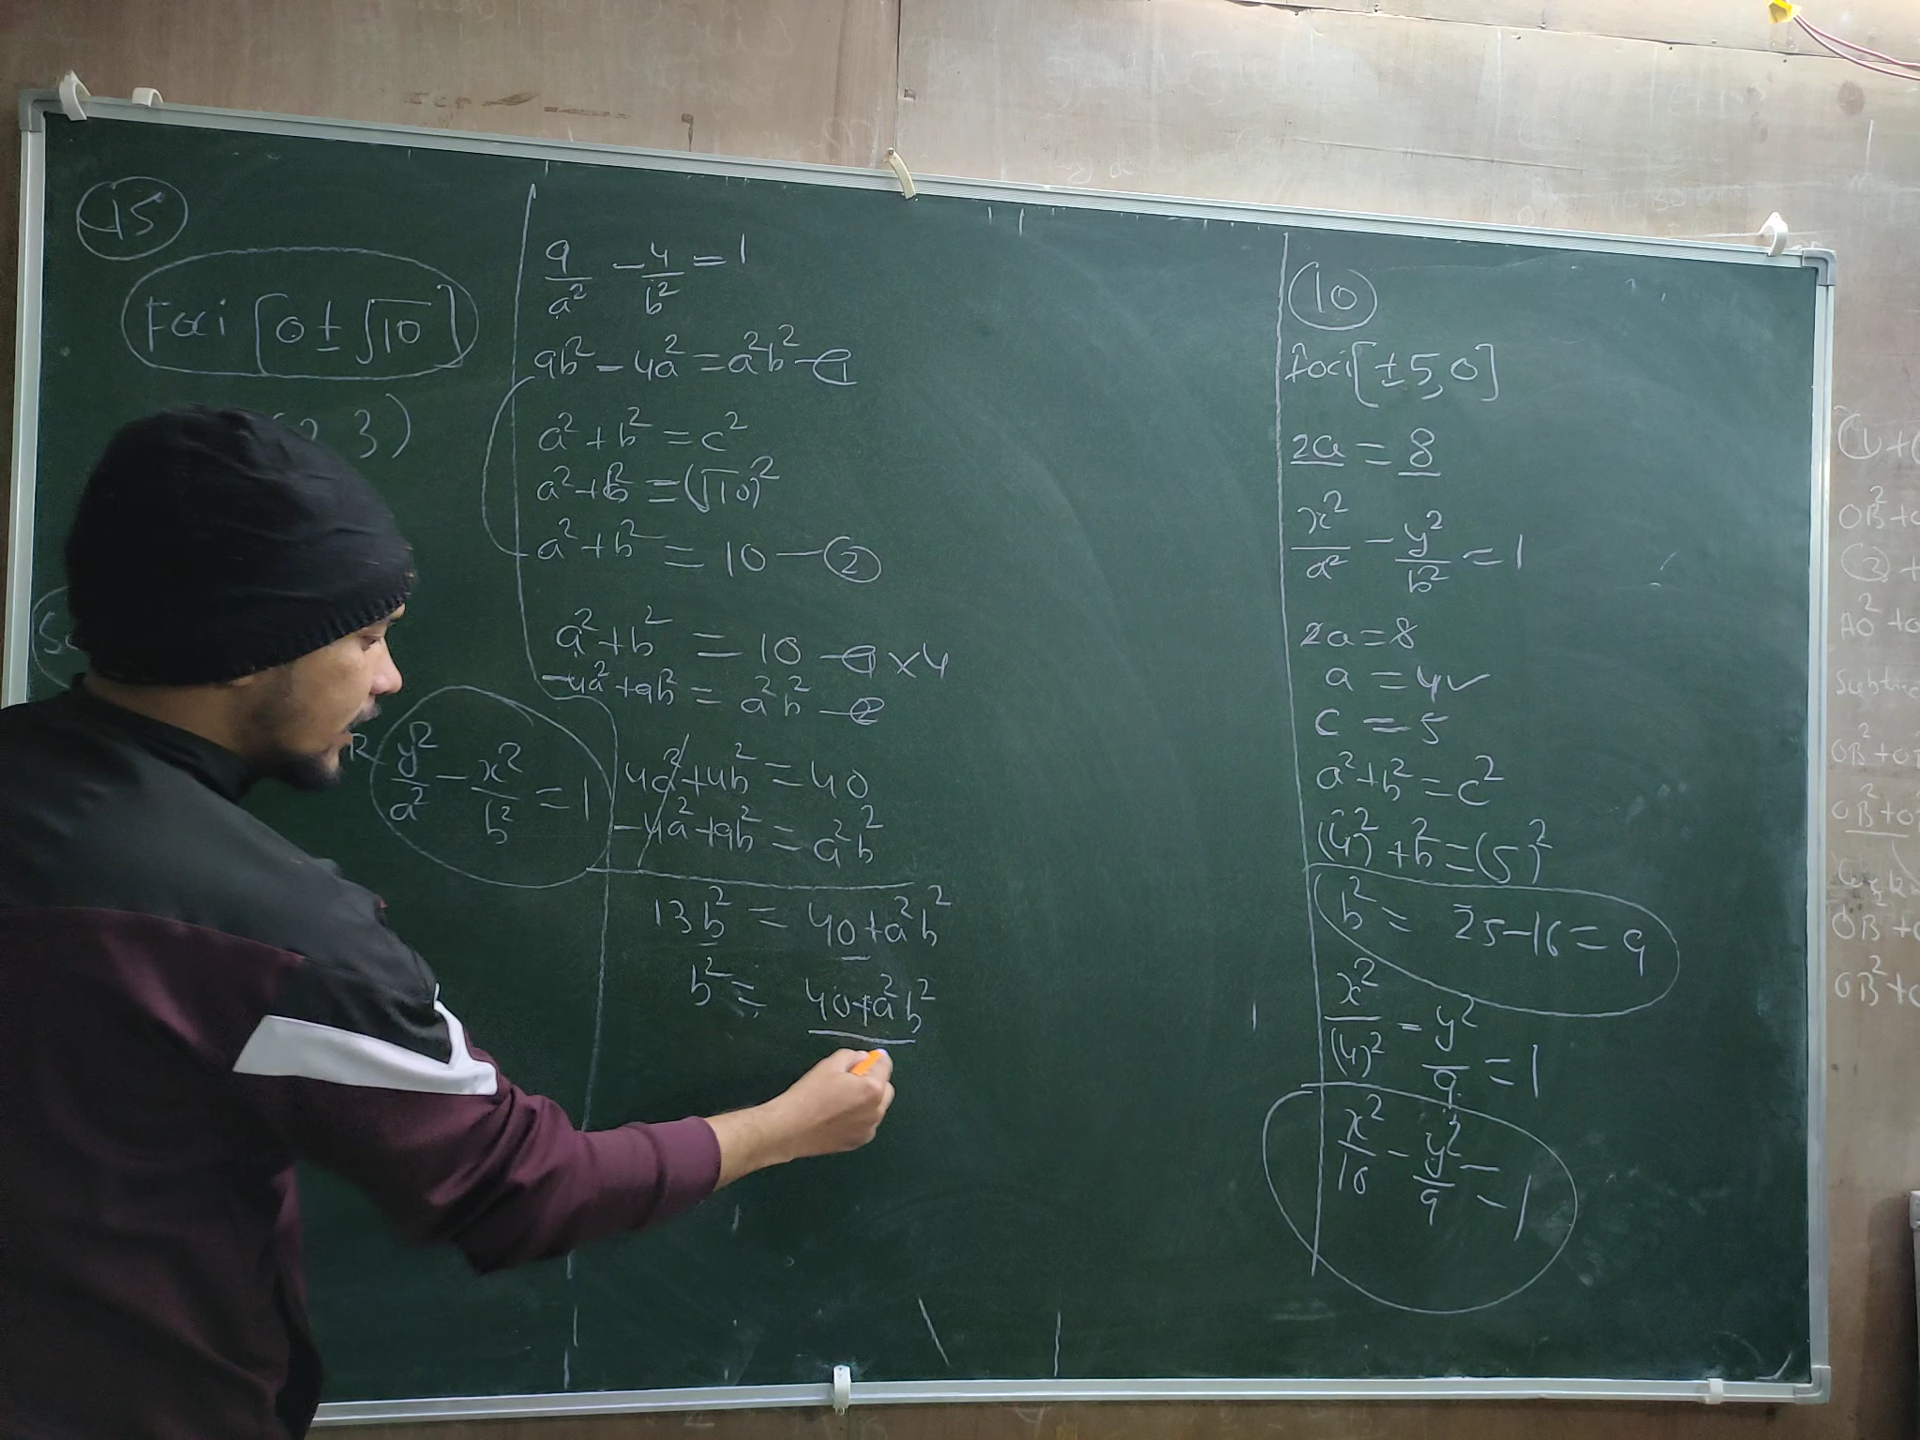 15
Foci [0 ± √10]
2, 3)
y²/a² - x²/b² = 1
9/a² - 4/b² = 1
9b² - 4a² = a²b² - 1
a² + b² = c²
a² + b² = (√10)²
a² + b² = 10 - 2
a² + b² = 10 - 1 × 4
-4a² + 9b² = a²b² - 2
4a² + 4b² = 40
-4a² + 9b² = a²b²
13b² = 40 + a²b²
b² = 40 + a²b²
10
foci [±5, 0]
2a = 8
x²/a² - y²/b² = 1
2a = 8
a = 4 ✓
c = 5
a² + b² = c²
(4)² + b² = (5)²
b² = 25 - 16 = 9
x²/(4)² - y²/9 = 1
x²/16 - y²/9 = 1